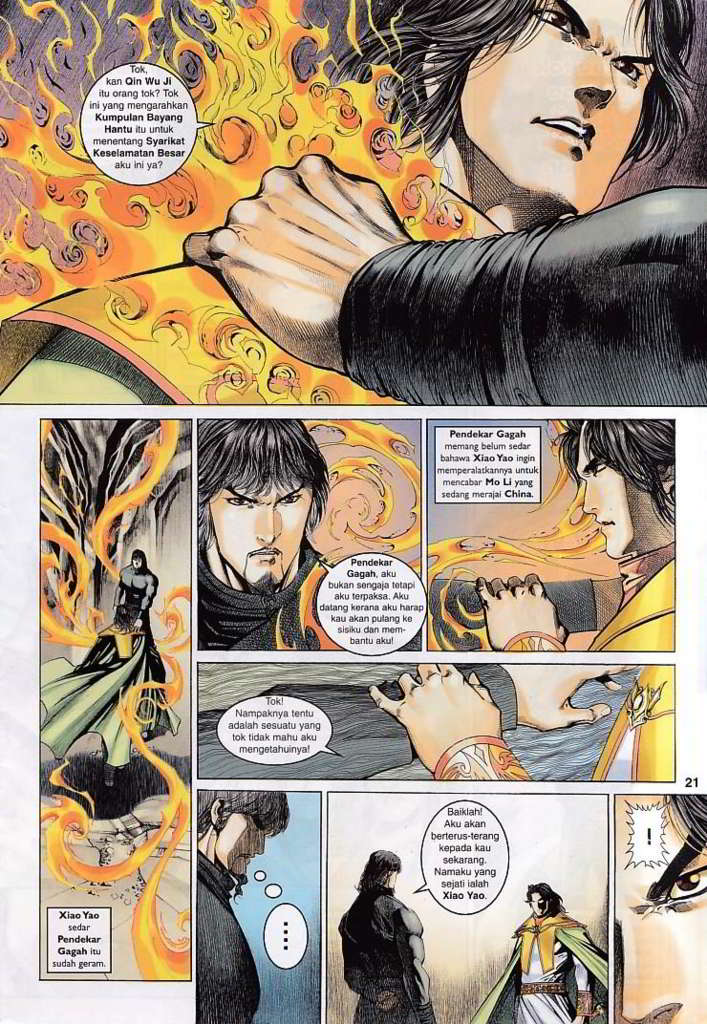 Tok,
kan Qin Wu Ji
itu orang tok? Tok
ini yang mengarahkan
Kumpulan Bayang
Hantu itu untuk
menentang Syarikat
Keselamatan Besar
aku ini ya?
Pendekar
Gagah, aku
bukan sengaja tetapi
aku terpaksa. Aku
datang kerana aku harap
kau akan pulang ke
sisiku dan mem-
bantu aku!
Pendekar Gagah
memang belum sedar
bahawa Xiao Yao ingin
memperalatkannya untuk
mencabar Mo Li yang
sedang merajai China.
Tok!
Nampaknya tentu
adalah sesuatu yang
tok tidak mahu aku
mengetahuinya!
21
Xiao Yao
sedar
Pendekar
Gagah itu
sudah geram.
....
Baiklah!
Aku akan
berterus-terang
kepada kau
sekarang.
Namaku yang
sejati ialah
Xiao Yao.
!